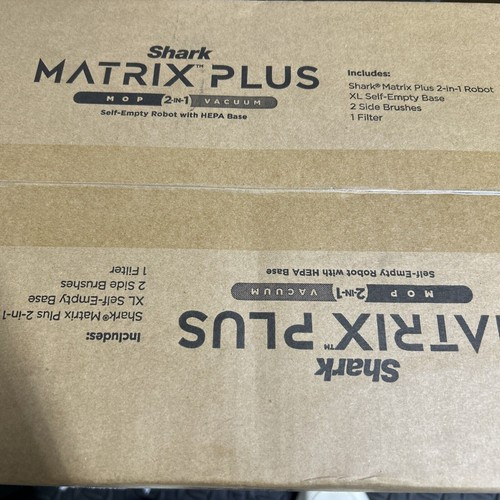 Shark
MATRIX™ PLUS
MOP 2-IN-1 VACUUM
Self-Empty Robot with HEPA Base
Includes:
Shark® Matrix Plus 2-in-1 Robot
XL Self-Empty Base
2 Side Brushes
1 Filter
Shark
MATRIX™ PLUS
MOP 2-IN-1 VACUUM
Self-Empty Robot with HEPA Base
Includes:
Shark® Matrix Plus 2-in-1
XL Self-Empty Base
2 Side Brushes
1 Filter